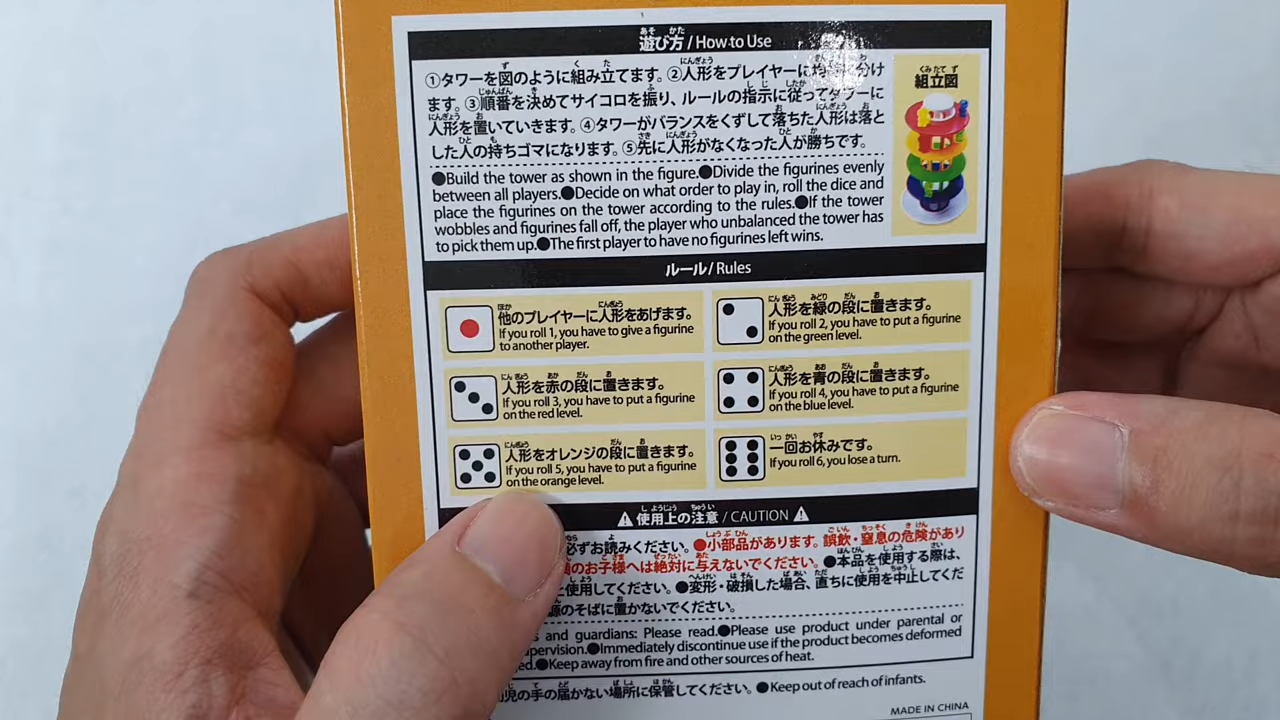 遊び方 / How to Use
①タワーを図のように組み立てます。②人形をプレイヤーに均等に分け
ます。③順番を決めてサイコロを振り、ルールの指示に従ってタワーに
人形を置いていきます。④タワーがバランスをくずして落ちた人形は落と
した人の持ちゴマになります。⑤先に人形がなくなった人が勝ちです。
組立図
●Build the tower as shown in the figure.●Divide the figurines evenly
between all players.●Decide on what order to play in, roll the dice and
place the figurines on the tower according to the rules.●If the tower
wobbles and figurines fall off, the player who unbalanced the tower has
to pick them up.●The first player to have no figurines left wins.
ルール / Rules
他のプレイヤーに人形をあげます。
If you roll 1, you have to give a figurine
to another player.
人形を緑の段に置きます。
If you roll 2, you have to put a figurine
on the green level.
人形を赤の段に置きます。
If you roll 3, you have to put a figurine
on the red level.
人形を青の段に置きます。
If you roll 4, you have to put a figurine
on the blue level.
人形をオレンジの段に置きます。
If you roll 5, you have to put a figurine
on the orange level.
一回お休みです。
If you roll 6, you lose a turn.
⚠使用上の注意 / CAUTION⚠
必ずお読みください。●小部品があります。誤飲・窒息の危険があり
のお子様へは絶対に与えないでください。●本品を使用する際は、
使用してください。●変形・破損した場合、直ちに使用を中止してくだ
のそばに置かないでください。
and guardians: Please read.●Please use product under parental or
●Immediately discontinue use if the product becomes deformed
●Keep away from fire and other sources of heat.
の手の届かない場所に保管してください。●Keep out of reach of infants.
MADE IN CHINA